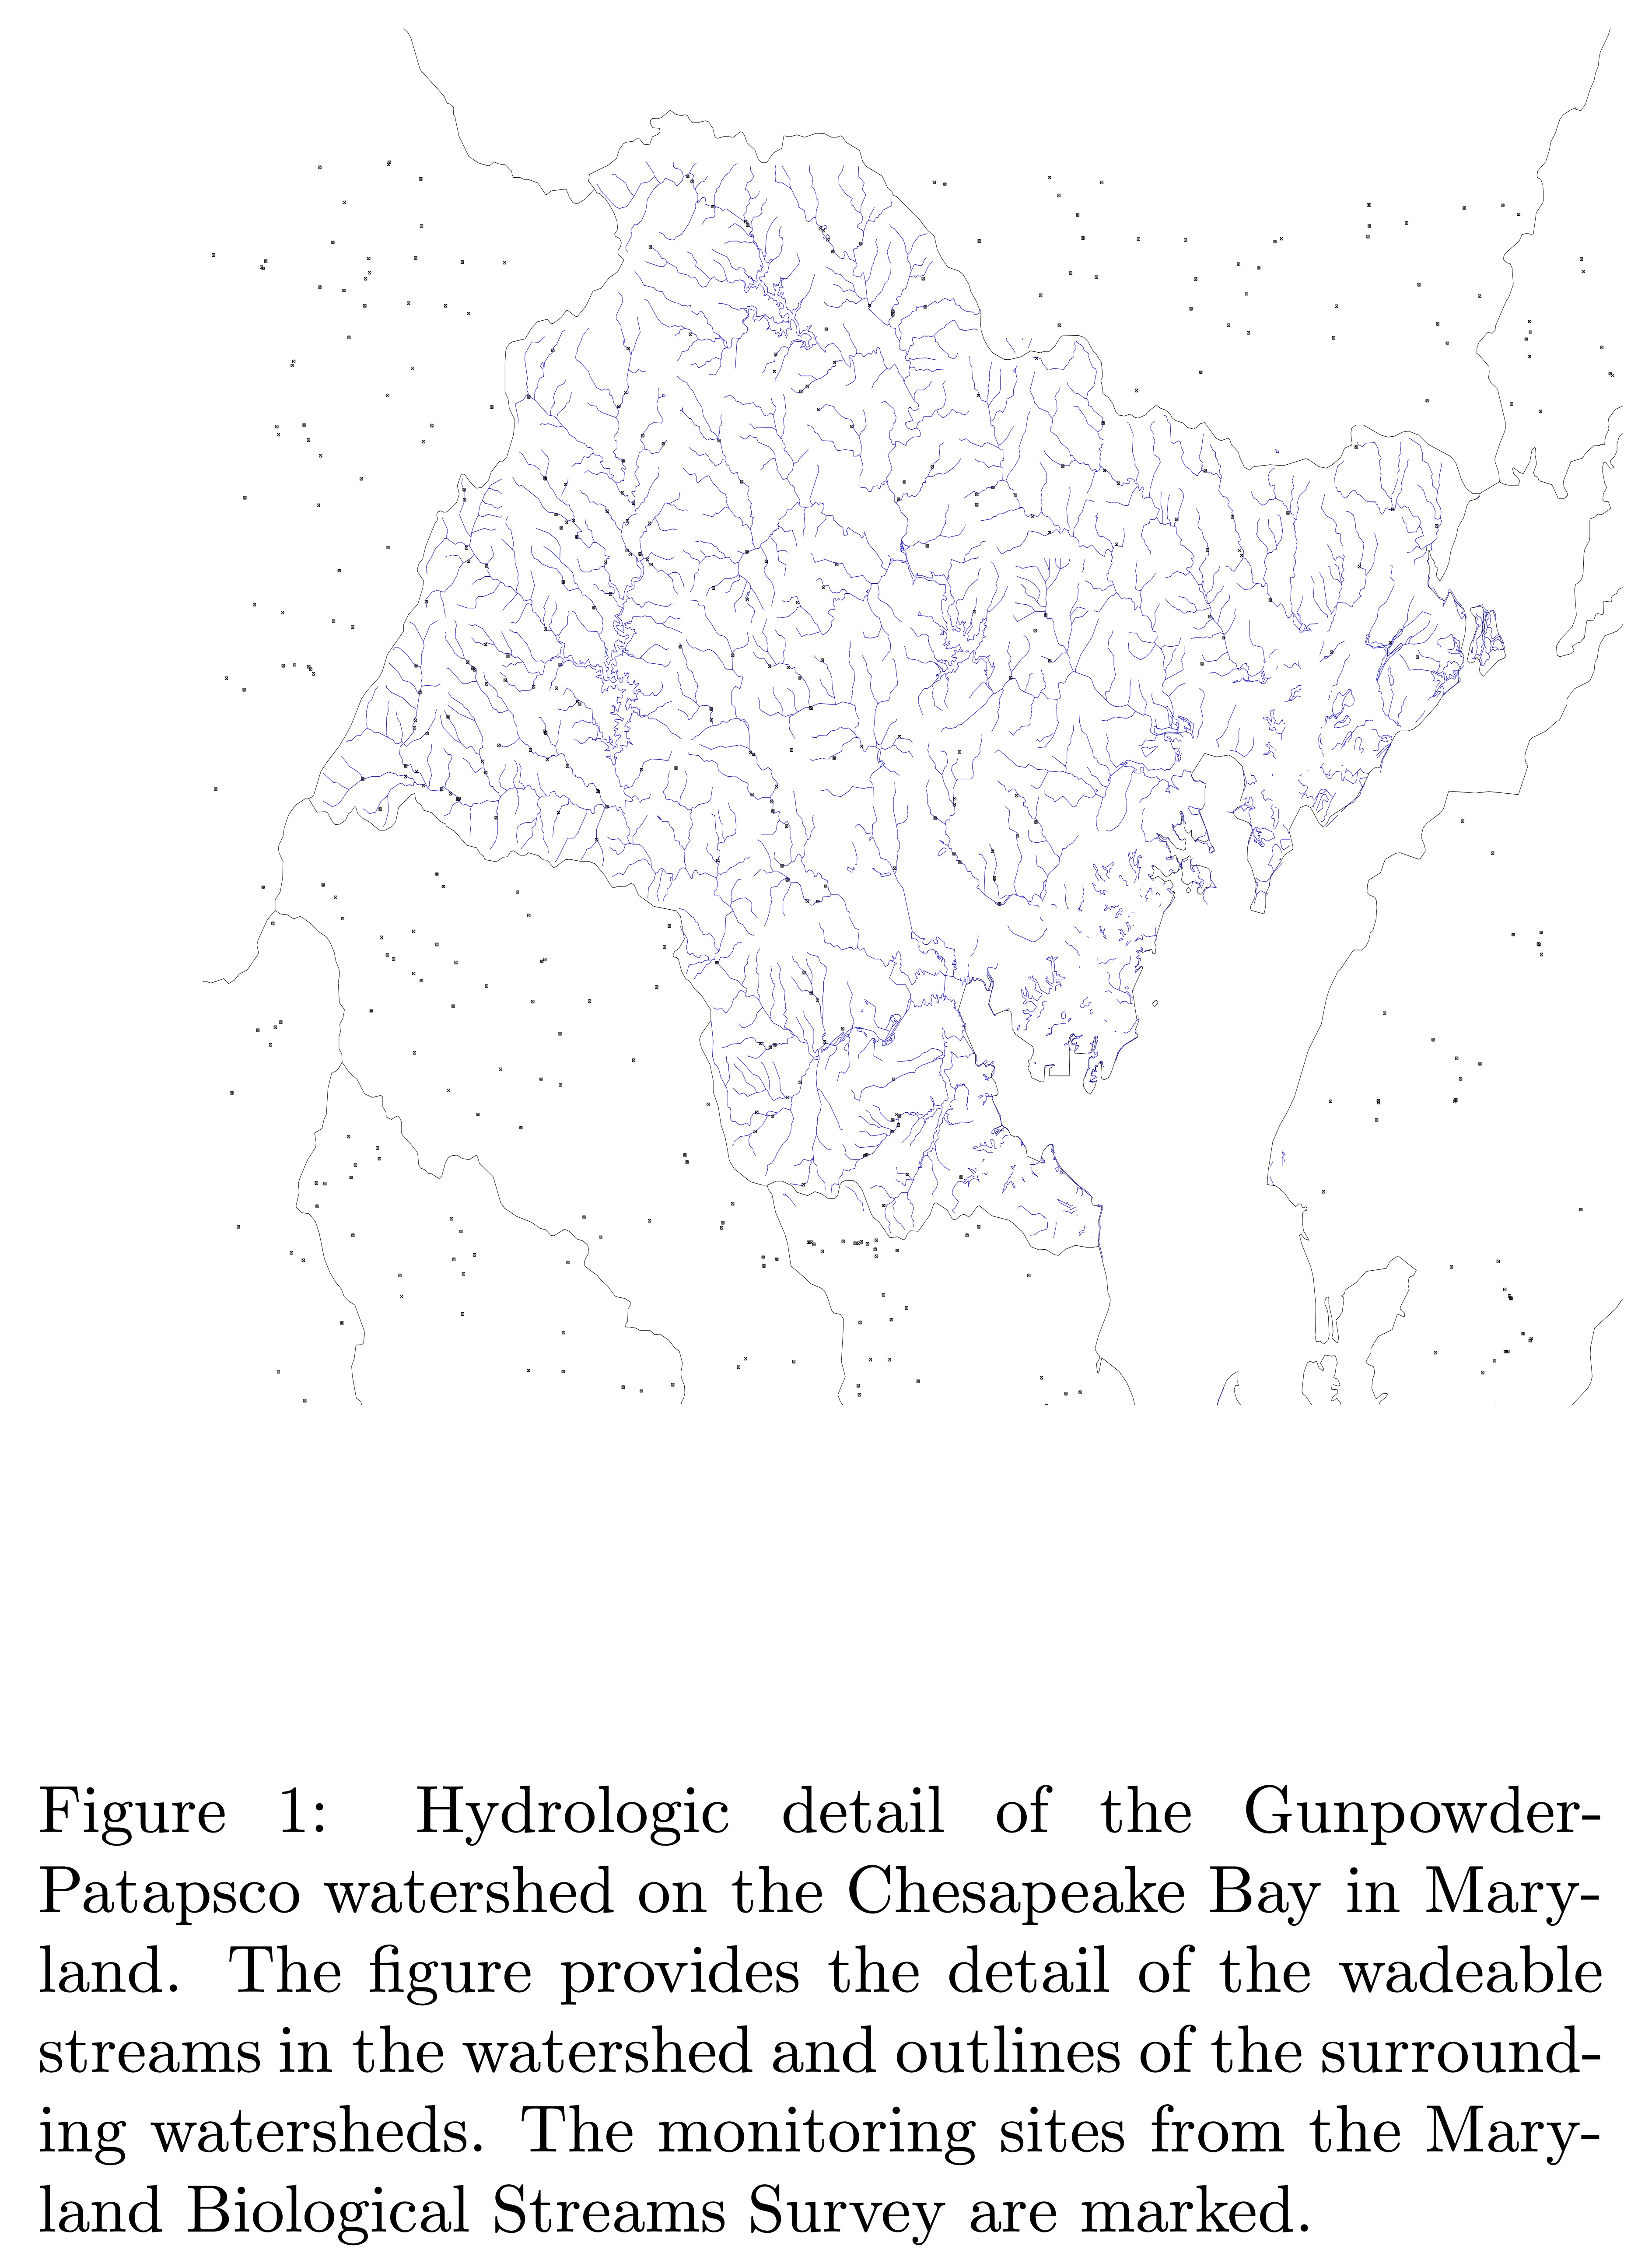 Figure 1: Hydrologic detail of the Gunpowder-
Patapsco watershed on the Chesapeake Bay in Mary-
land. The figure provides the detail of the wadeable
streams in the watershed and outlines of the surround-
ing watersheds. The monitoring sites from the Mary-
land Biological Streams Survey are marked.